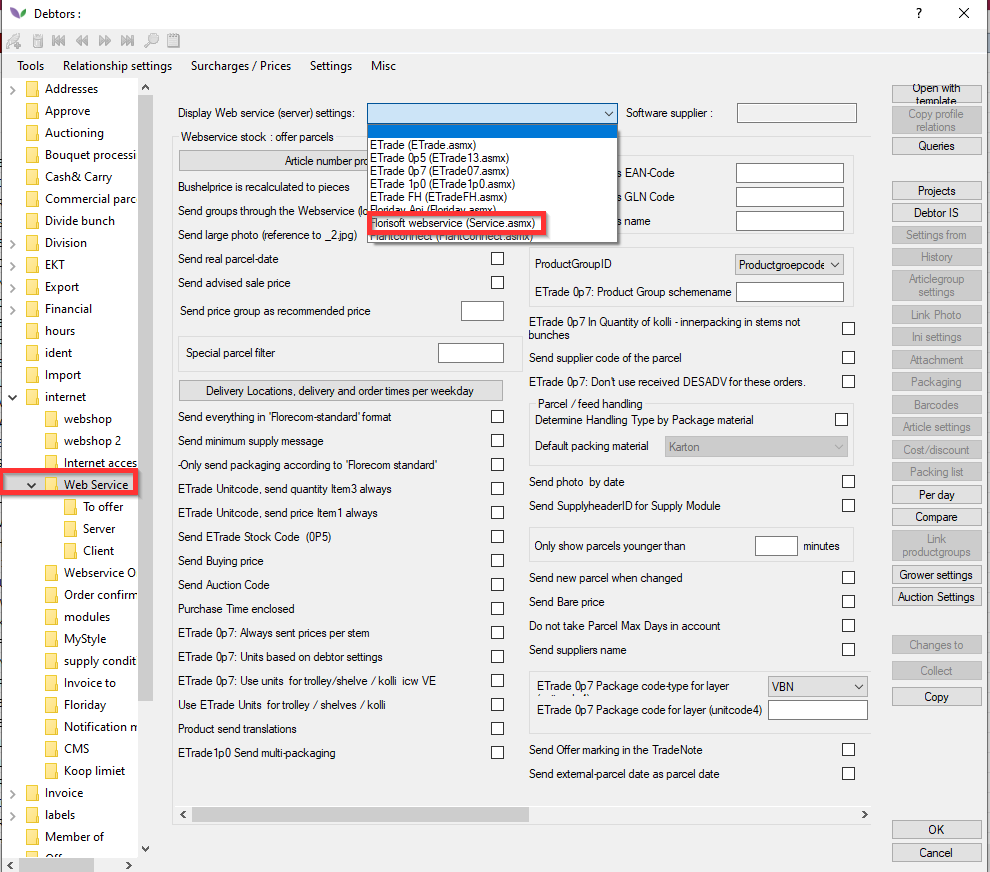 Debtors :
?
Tools Relationship settings Surcharges / Prices Settings Misc
Addresses
Approve
Auctioning
Bouquet processi
Cash& Carry
Commercial parc
Divide bunch
Division
EKT
Export
Financial
hours
ident
Import
internet
webshop
webshop 2
Internet acces
Web Service
To offer
Server
Client
Webservice O
Order confirm
modules
MyStyle
supply condit
Invoice to
Floriday
Notification m
CMS
Koop limiet
Invoice
labels
Member of
Display Web service (server) settings:
Software supplier :
ETrade (ETrade.asmx)
ETrade 0p5 (ETrade13.asmx)
ETrade 0p7 (ETrade07.asmx)
ETrade 1p0 (ETrade1p0.asmx)
ETrade FH (ETradeFH.asmx)
Floriday Api (Floriday.asmx)
Florisoft webservice (Service.asmx)
Plantconnect (PlantConnect.asmx)
Webservice stock : offer parcels
Article number pro
Bushelprice is recalculated to pieces
Send groups through the Webservice (lo
Send large photo (reference to _2.jpg)
Send real parcel-date
Send advised sale price
Send price group as recommended price
Special parcel filter
Delivery Locations, delivery and order times per weekday
Send everything in 'Florecom-standard' format
Send minimum supply message
-Only send packaging according to 'Florecom standard'
ETrade Unitcode, send quantity Item3 always
ETrade Unitcode, send price Item1 always
Send ETrade Stock Code (0P5)
Send Buying price
Send Auction Code
Purchase Time enclosed
ETrade 0p7: Always sent prices per stem
ETrade 0p7: Units based on debtor settings
ETrade 0p7: Use units for trolley/shelve / kolli icw VE
Use ETrade Units for trolley / shelves / kolli
Product send translations
ETrade1p0 Send multi-packaging
s EAN-Code
s GLN Code
s name
ProductGroupID
Productgroepcode
ETrade 0p7: Product Group schemename
ETrade 0p7 In Quantity of kolli - innerpacking in stems not
bunches
Send supplier code of the parcel
ETrade 0p7: Don't use received DESADV for these orders.
Parcel / feed handling
Determine Handling Type by Package material
Default packing material
Karton
Send photo by date
Send SupplyheaderID for Supply Module
Only show parcels younger than
minutes
Send new parcel when changed
Send Bare price
Do not take Parcel Max Days in account
Send suppliers name
ETrade 0p7 Package code-type for layer
VBN
ETrade 0p7 Package code for layer (unitcode4)
Send Offer marking in the TradeNote
Send external-parcel date as parcel date
Open with
template
Copy profile
relations
Queries
Projects
Debtor IS
Settings from
History
Articlegroup
settings
Link Photo
Ini settings
Attachment
Packaging
Barcodes
Article settings
Cost/discount
Packing list
Per day
Compare
Link
productgroups
Grower settings
Auction Settings
Changes to
Collect
Copy
OK
Cancel